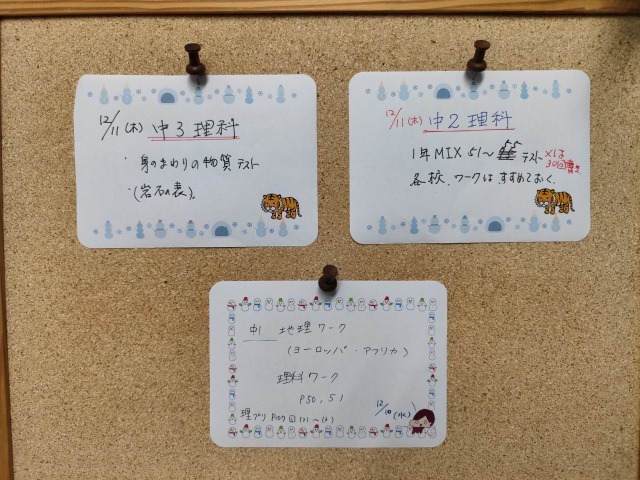 12/11(木) 中3 理科
・身のまわりの物質テスト
・(岩石の表)。
12/11(木) 中2 理科
1年MIX 51〜55 テスト ×1は
30回書き
各校、ワークはすすめておく。
中1 地理ワーク
(ヨーロッパ・アフリカ)
理科ワーク
P50,51
12/10(水)
理プリ